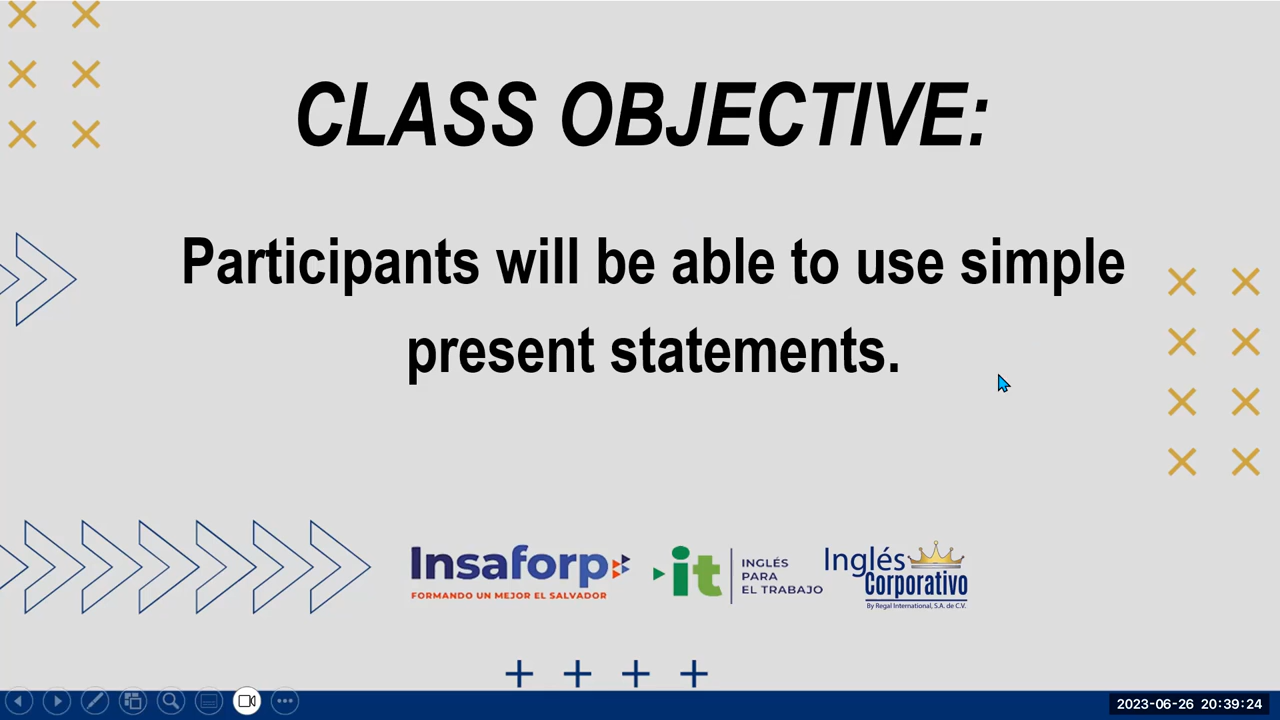 CLASS OBJECTIVE:
Participants will be able to use simple
present statements.
Insaforp
FORMANDO UN MEJOR EL SALVADOR
it
INGLÉS
PARA
EL TRABAJO
Inglés
Corporativo
By Regal International, S.A. de C.V.
2023-06-26 20:39:24